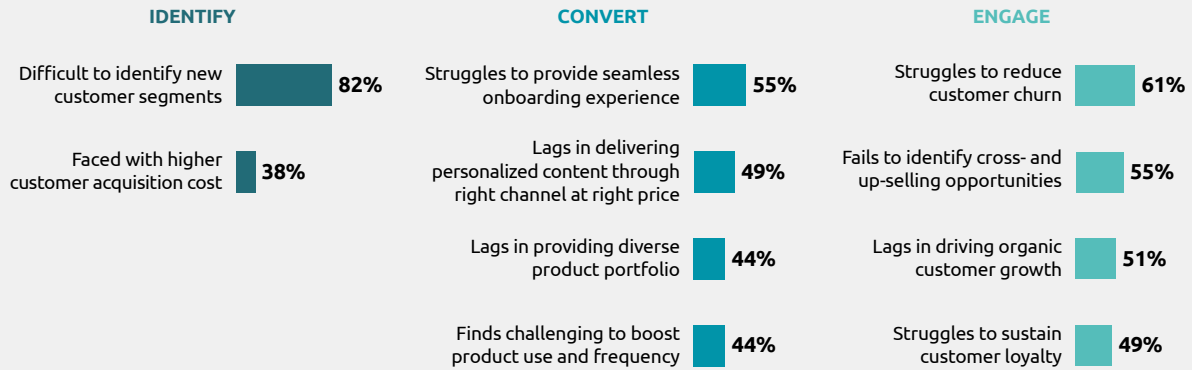 IDENTIFY
Difficult to identify new
customer segments
82%
Faced with higher
customer acquisition cost
38%
CONVERT
Struggles to provide seamless
onboarding experience
55%
Lags in delivering
personalized content through
right channel at right price
49%
Lags in providing diverse
product portfolio
44%
Finds challenging to boost
product use and frequency
44%
ENGAGE
Struggles to reduce
customer churn
61%
Fails to identify cross- and
up-selling opportunities
55%
Lags in driving organic
customer growth
51%
Struggles to sustain
customer loyalty
49%